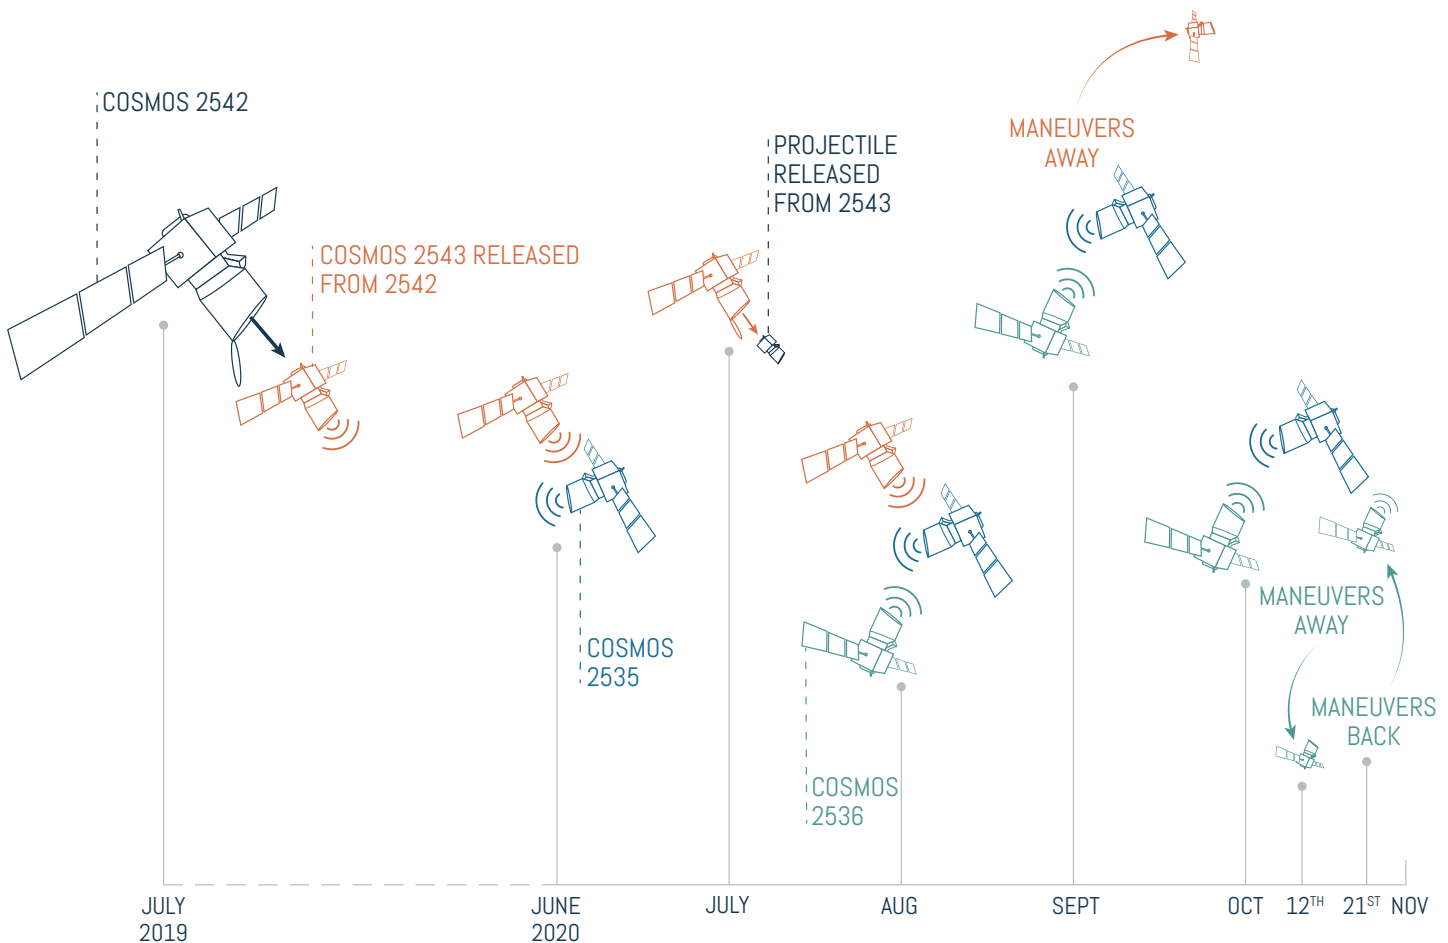 COSMOS 2542
COSMOS 2543 RELEASED
FROM 2542
COSMOS
2535
PROJECTILE
RELEASED
FROM 2543
COSMOS
2536
MANEUVERS
AWAY
MANEUVERS
AWAY
MANEUVERS
BACK
JULY
2019
JUNE
2020
JULY
AUG
SEPT
OCT
12TH
21ST
NOV